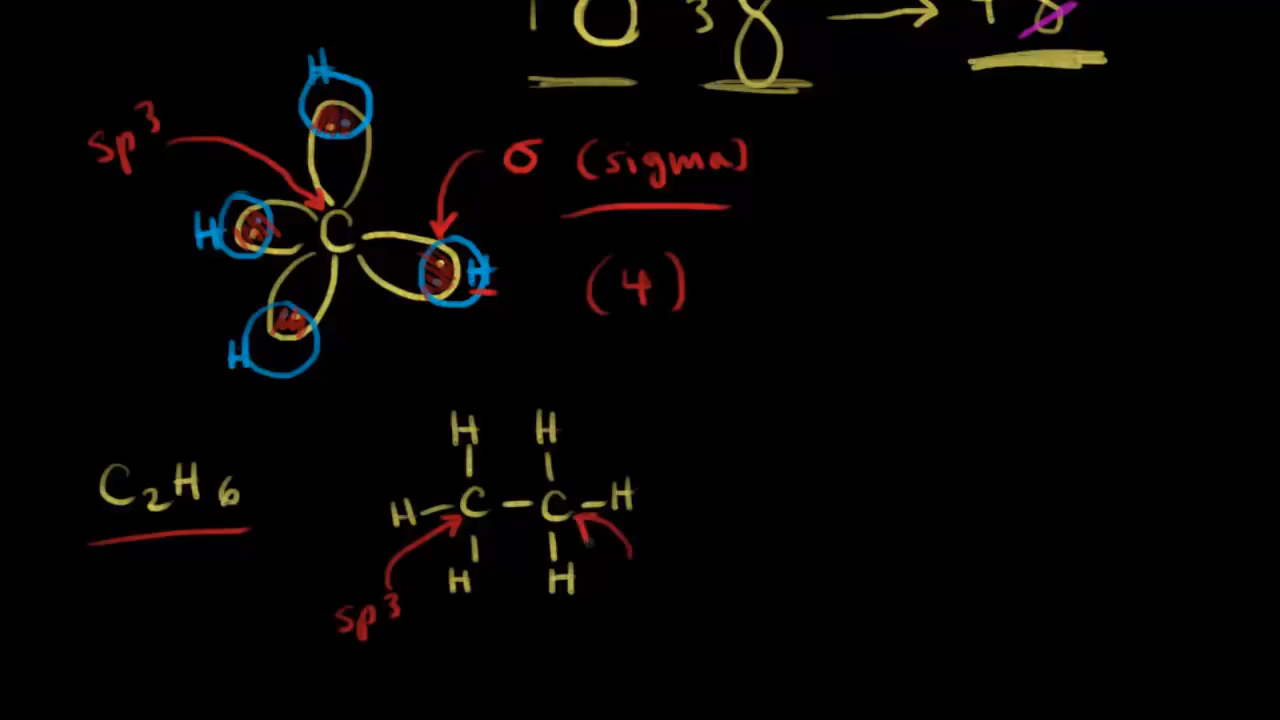 H
sp³
σ (sigma)
H C H
(4)
H
H H
C₂H₆
H-C-C-H
H H
sp³